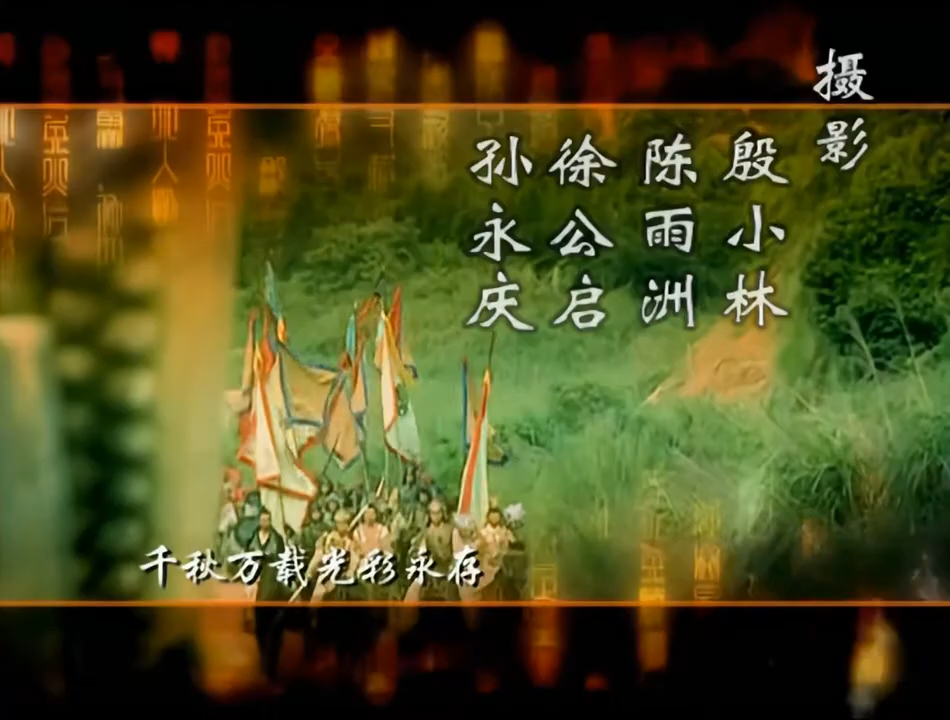 摄影
殷小林
陈雨洲
徐公启
孙永庆
千秋万载光彩永存